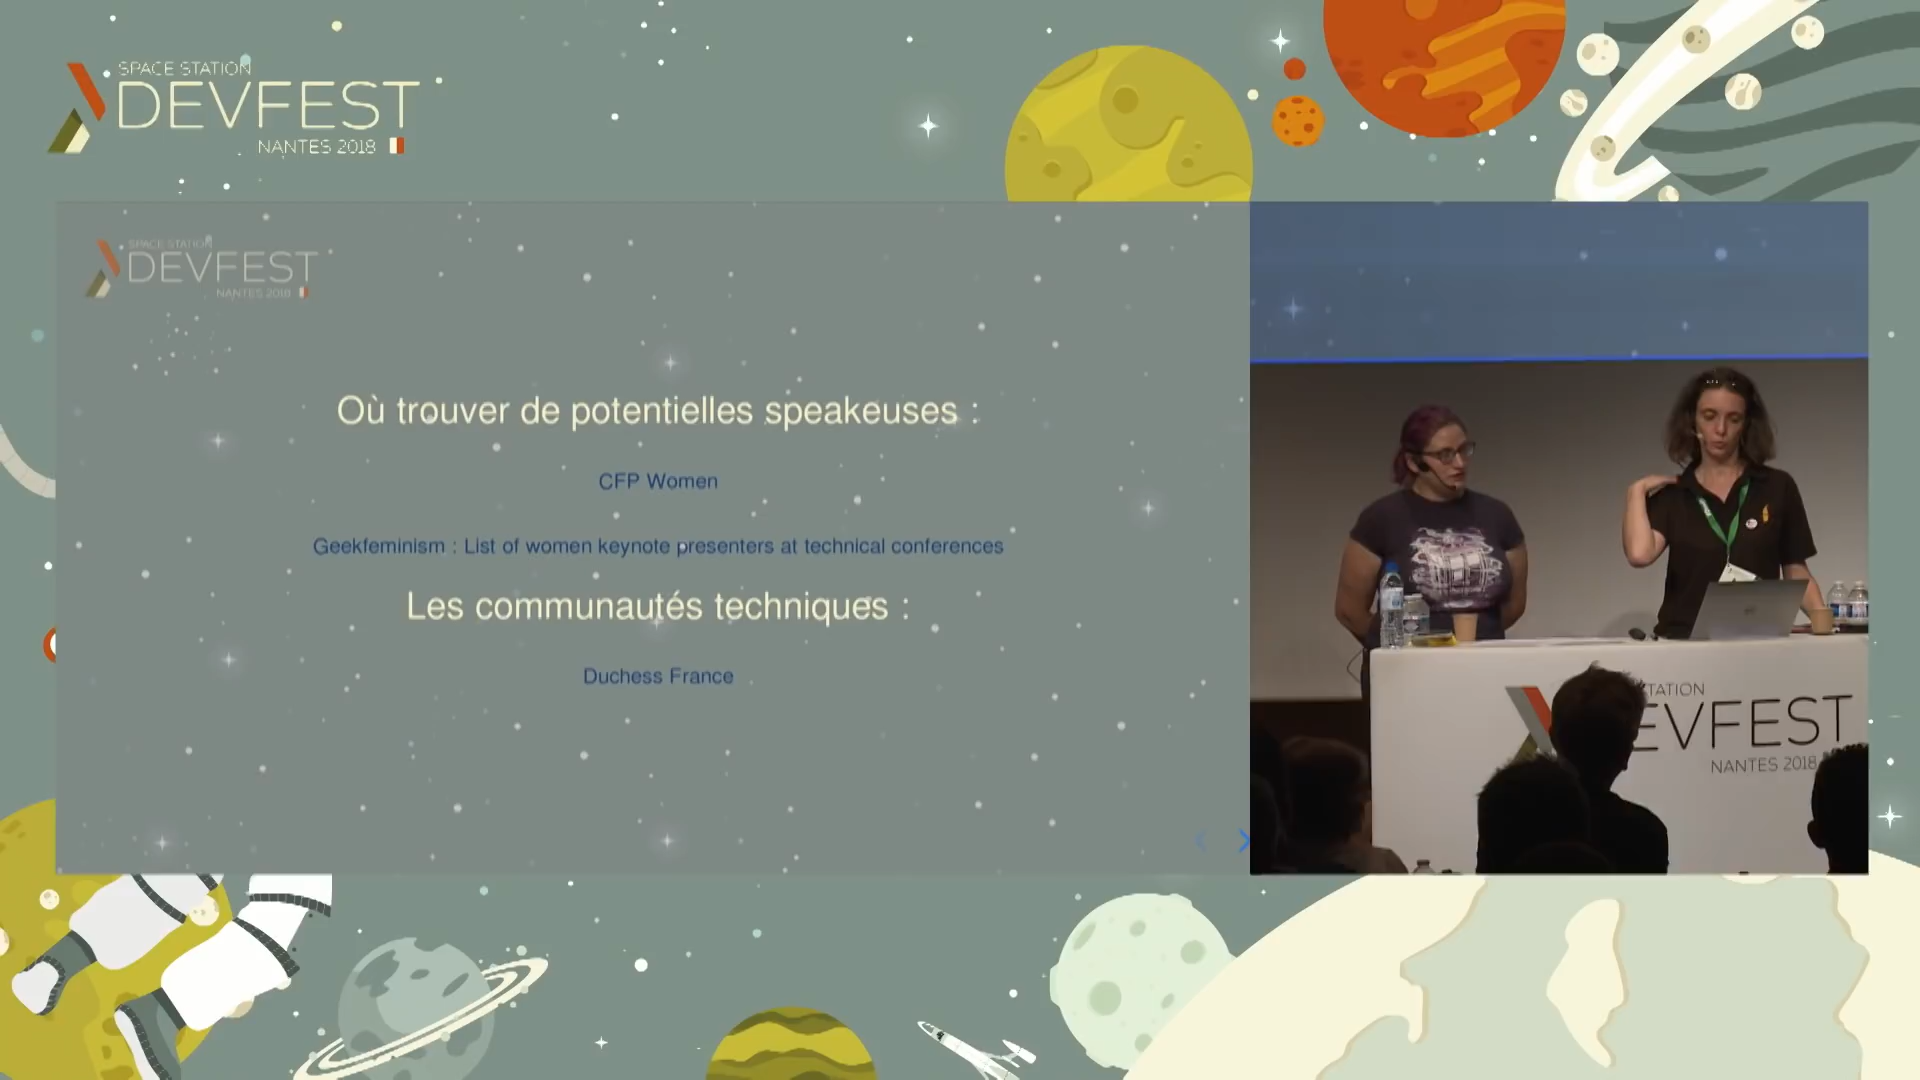 SPACE STATION
DEVFEST
NANTES 2018
SPACE STATION
DEVFEST
NANTES 2018
Où trouver de potentielles speakeuses :
CFP Women
Geekfeminism : List of women keynote presenters at technical conferences
Les communautés techniques :
Duchess France
TATION
EVFEST
NANTES 2018